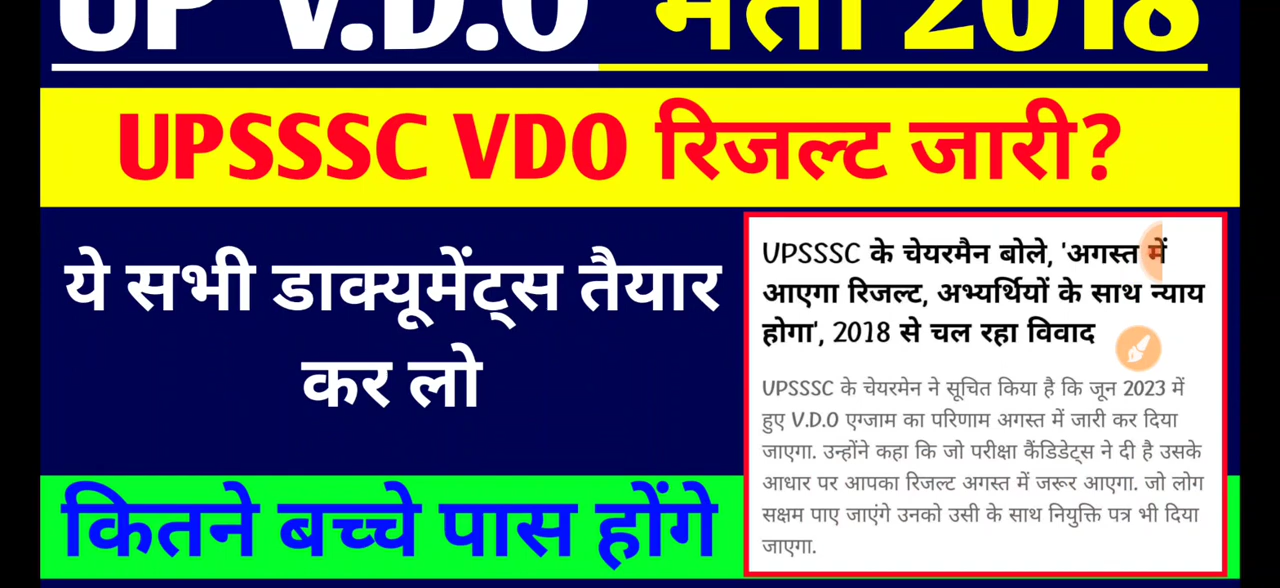 UP V.D.O भर्ती 2018
UPSSSC VDO रिजल्ट जारी?
ये सभी डाक्यूमेंट्स तैयार
कर लो
कितने बच्चे पास होंगे
UPSSSC के चेयरमैन बोले, 'अगस्त में
आएगा रिजल्ट, अभ्यर्थियों के साथ न्याय
होगा', 2018 से चल रहा विवाद
UPSSSC के चेयरमेन ने सूचित किया है कि जून 2023 में
हुए V.D.O एग्जाम का परिणाम अगस्त में जारी कर दिया
जाएगा. उन्होंने कहा कि जो परीक्षा कैंडिडेट्स ने दी है उसके
आधार पर आपका रिजल्ट अगस्त में जरूर आएगा. जो लोग
सक्षम पाए जाएंगे उनको उसी के साथ नियुक्ति पत्र भी दिया
जाएगा.